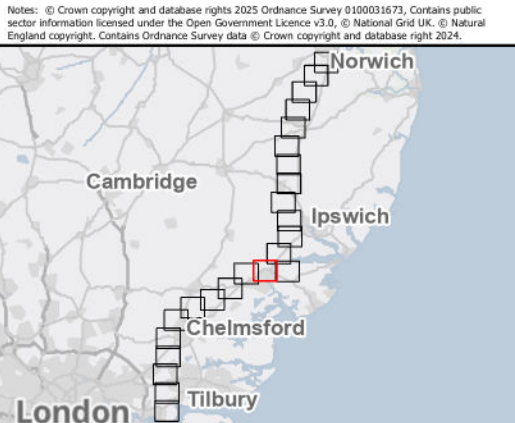 Notes: © Crown copyright and database rights 2025 Ordnance Survey 0100031673, Contains public
sector information licensed under the Open Government Licence v3.0, © National Grid UK. © Natural
England copyright. Contains Ordnance Survey data © Crown copyright and database right 2024.
Norwich
Cambridge
Ipswich
Chelmsford
Tilbury
London